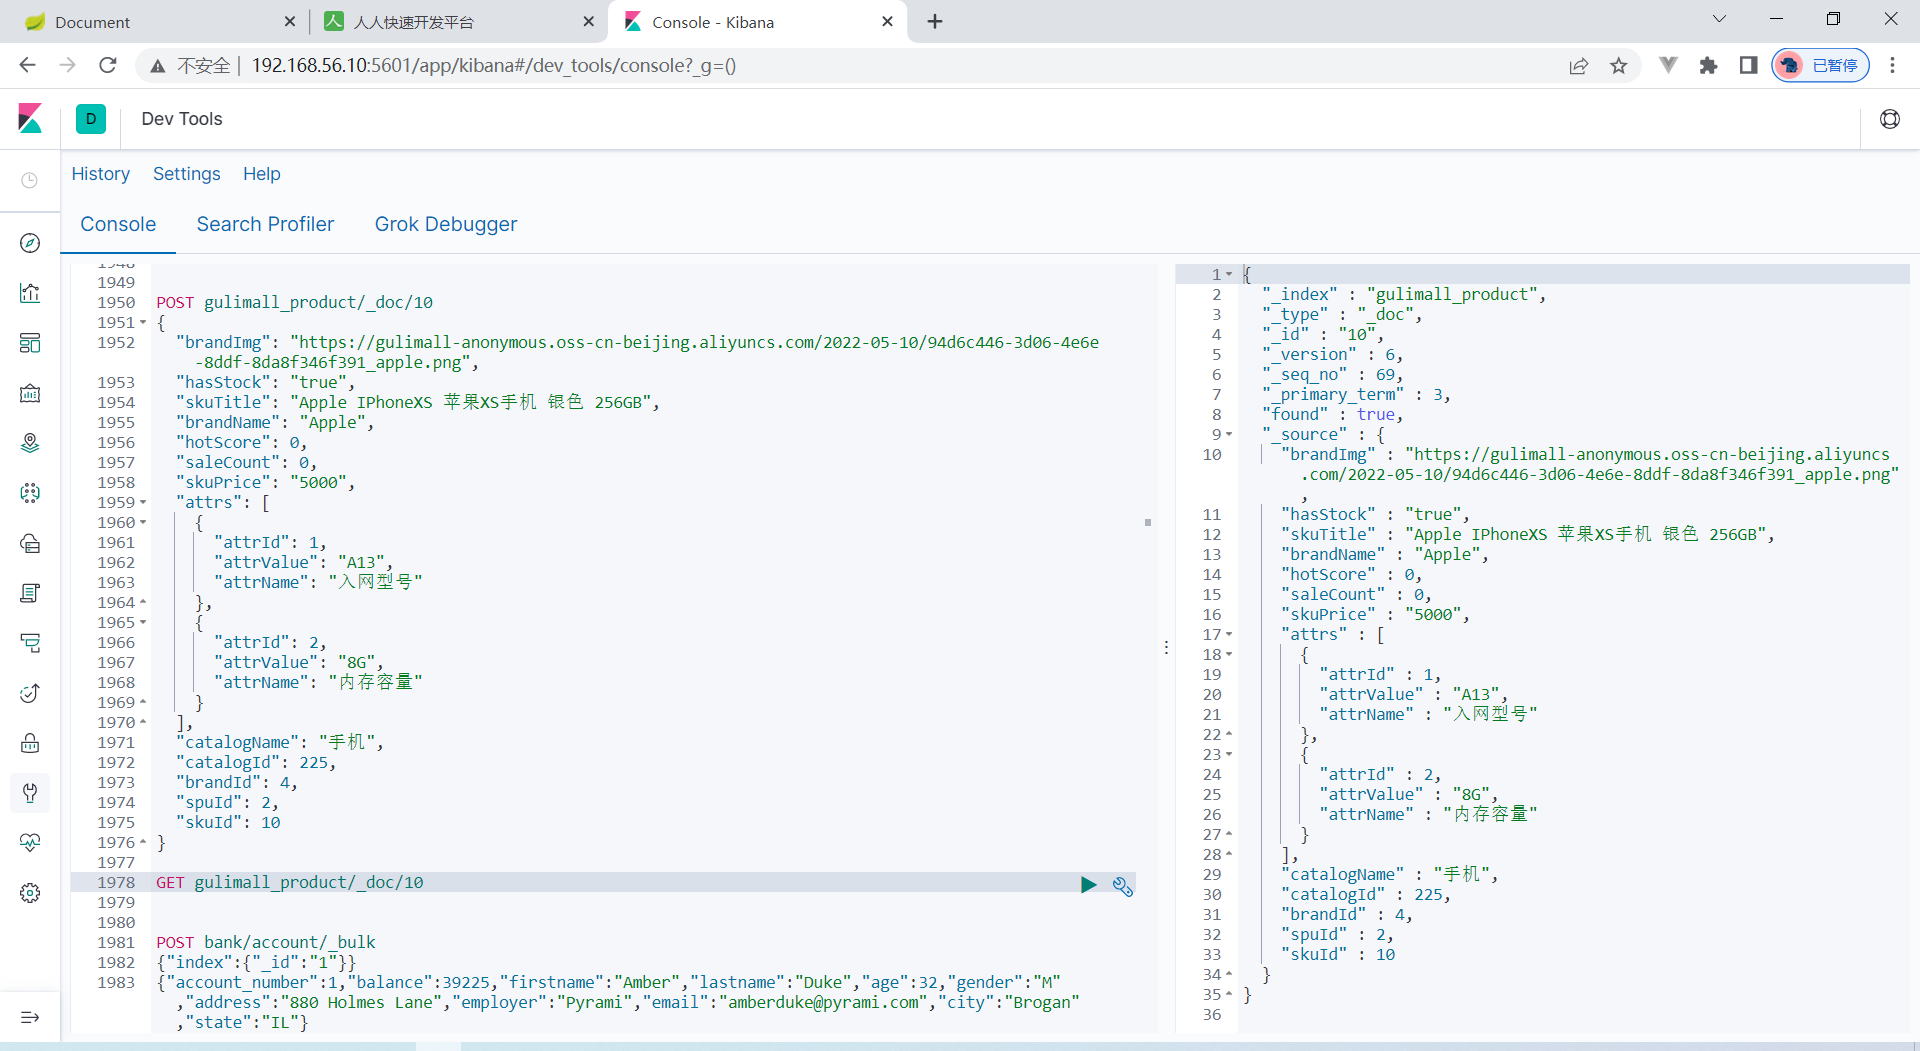 Document
人人快速开发平台
Console - Kibana
不安全
192.168.56.10:5601/app/kibana#/dev_tools/console?_g=()
已暂停
D
Dev Tools
History Settings Help
Console Search Profiler Grok Debugger
1948
1949
1950 POST gulimall_product/_doc/10
1951 {
1952 "brandImg": "https://gulimall-anonymous.oss-cn-beijing.aliyuncs.com/2022-05-10/94d6c446-3d06-4e6e
-8ddf-8da8f346f391_apple.png",
1953 "hasStock": "true",
1954 "skuTitle": "Apple IPhoneXS 苹果XS手机 银色 256GB",
1955 "brandName": "Apple",
1956 "hotScore": 0,
1957 "saleCount": 0,
1958 "skuPrice": "5000",
1959 "attrs": [
1960 {
1961 "attrId": 1,
1962 "attrValue": "A13",
1963 "attrName": "入网型号"
1964 },
1965 {
1966 "attrId": 2,
1967 "attrValue": "8G",
1968 "attrName": "内存容量"
1969 }
1970 ],
1971 "catalogName": "手机",
1972 "catalogId": 225,
1973 "brandId": 4,
1974 "spuId": 2,
1975 "skuId": 10
1976 }
1977
1978 GET gulimall_product/_doc/10
1979
1980
1981 POST bank/account/_bulk
1982 {"index":{"_id":"1"}}
1983 {"account_number":1,"balance":39225,"firstname":"Amber","lastname":"Duke","age":32,"gender":"M"
,"address":"880 Holmes Lane","employer":"Pyrami","email":"amberduke@pyrami.com","city":"Brogan"
,"state":"IL"}
1 {
2 "_index" : "gulimall_product",
3 "_type" : "_doc",
4 "_id" : "10",
5 "_version" : 6,
6 "_seq_no" : 69,
7 "_primary_term" : 3,
8 "found" : true,
9 "_source" : {
10 "brandImg" : "https://gulimall-anonymous.oss-cn-beijing.aliyuncs
.com/2022-05-10/94d6c446-3d06-4e6e-8ddf-8da8f346f391_apple.png"
,
11 "hasStock" : "true",
12 "skuTitle" : "Apple IPhoneXS 苹果XS手机 银色 256GB",
13 "brandName" : "Apple",
14 "hotScore" : 0,
15 "saleCount" : 0,
16 "skuPrice" : "5000",
17 "attrs" : [
18 {
19 "attrId" : 1,
20 "attrValue" : "A13",
21 "attrName" : "入网型号"
22 },
23 {
24 "attrId" : 2,
25 "attrValue" : "8G",
26 "attrName" : "内存容量"
27 }
28 ],
29 "catalogName" : "手机",
30 "catalogId" : 225,
31 "brandId" : 4,
32 "spuId" : 2,
33 "skuId" : 10
34 }
35 }
36